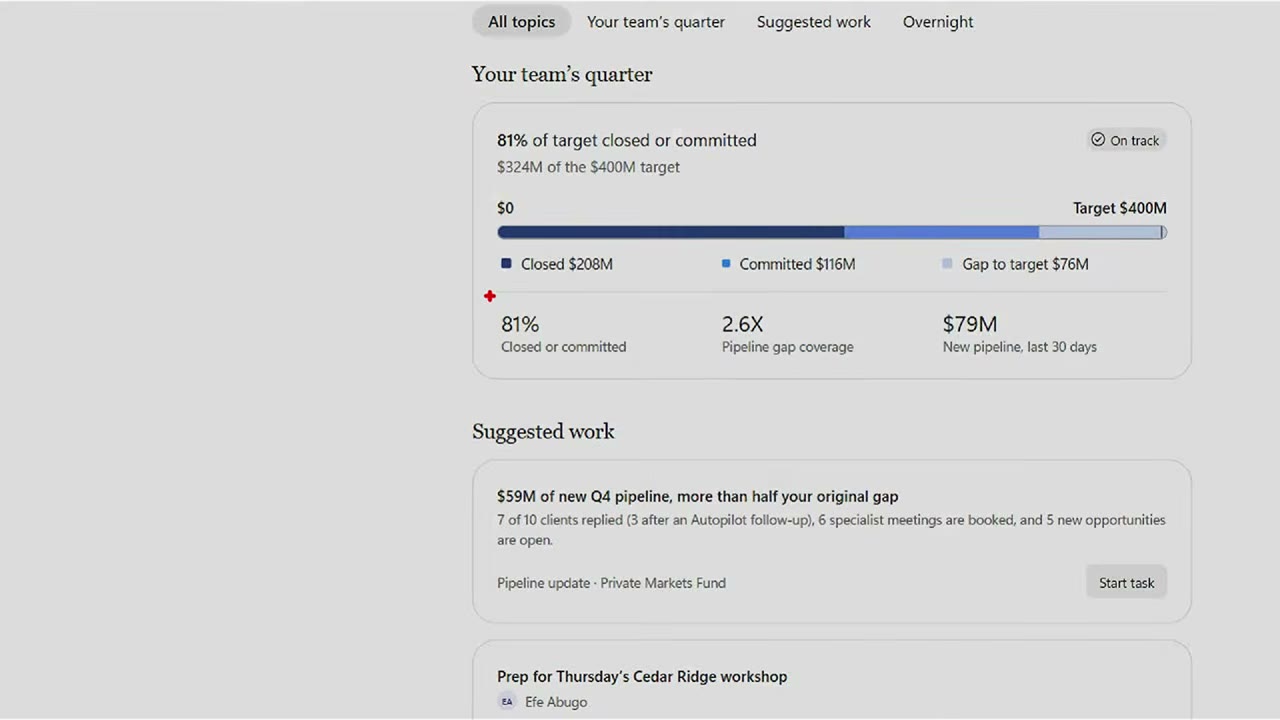 All topics Your team's quarter Suggested work Overnight
Your team's quarter
81% of target closed or committed On track
$324M of the $400M target
$0 Target $400M
Closed $208M Committed $116M Gap to target $76M
81% 2.6X $79M
Closed or committed Pipeline gap coverage New pipeline, last 30 days
Suggested work
$59M of new Q4 pipeline, more than half your original gap
7 of 10 clients replied (3 after an Autopilot follow-up), 6 specialist meetings are booked, and 5 new opportunities
are open.
Pipeline update · Private Markets Fund Start task
Prep for Thursday's Cedar Ridge workshop
EA Efe Abugo